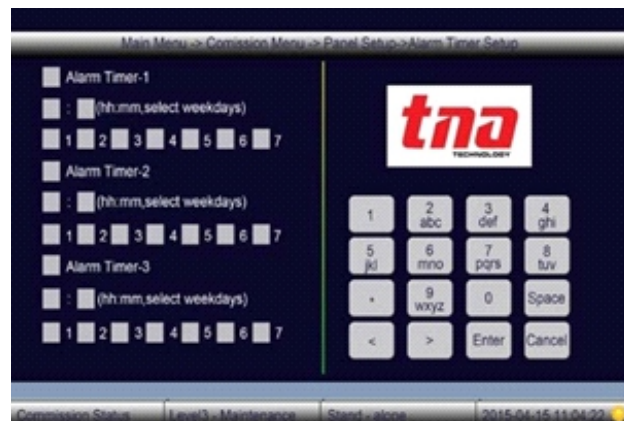 Main Menu -> Comission Menu -> Panel Setup->Alarm Timer Setup
Alarm Timer-1
: (hh:mm,select weekdays)
1 2 3 4 5 6 7
Alarm Timer-2
: (hh:mm,select weekdays)
1 2 3 4 5 6 7
Alarm Timer-3
: (hh:mm,select weekdays)
1 2 3 4 5 6 7
tna
TECHNOLOGY
1 2 3 4
abc def ghi
5 6 7 8
jkl mno pqrs tuv
. 9 0 Space
wxyz
< > Enter Cancel
Commission Status Level3 - Maintenance Stand - alone 2015-04-15 11:04:22